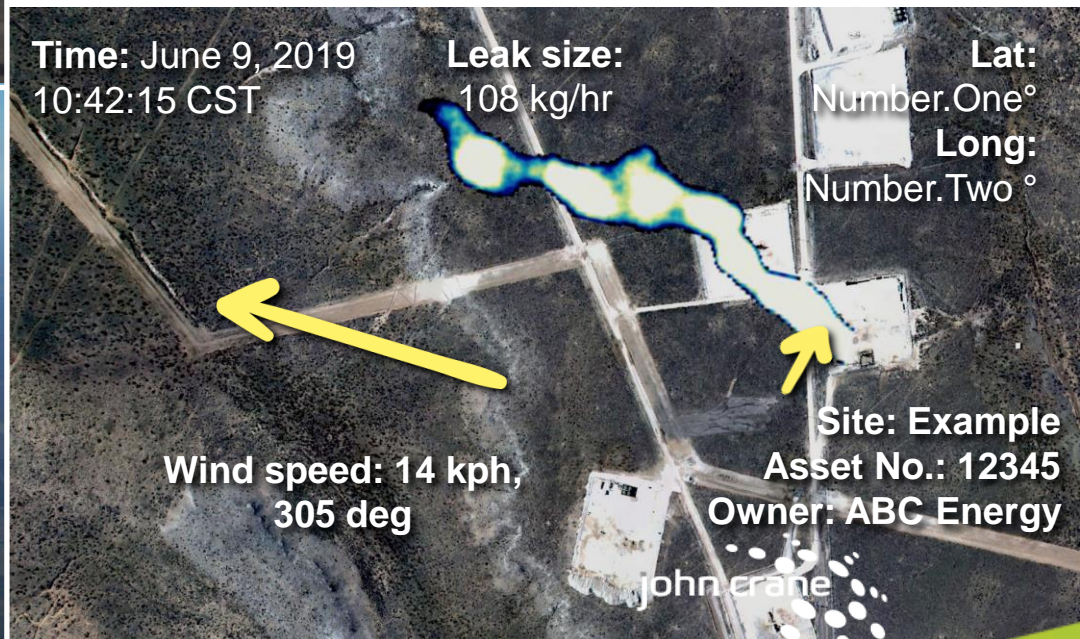 Time: June 9, 2019
10:42:15 CST
Leak size:
108 kg/hr
Lat:
Number.One°
Long:
Number.Two °
Wind speed: 14 kph,
305 deg
Site: Example
Asset No.: 12345
Owner: ABC Energy
john crane